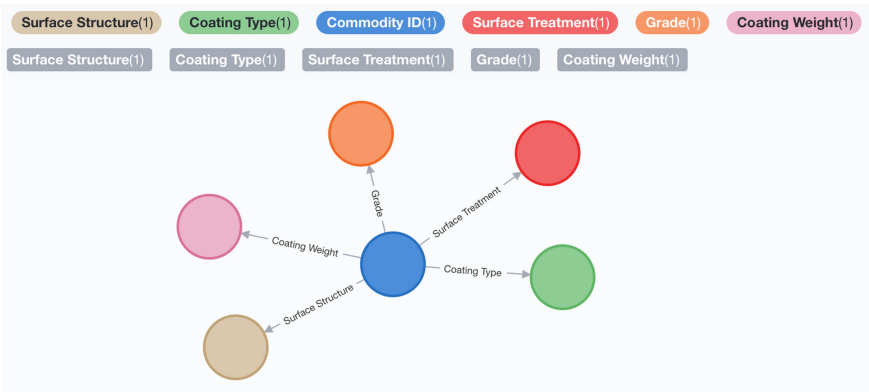 Surface Structure(1) Coating Type(1) Commodity ID(1) Surface Treatment(1) Grade(1) Coating Weight(1)
Surface Structure(1) Coating Type(1) Surface Treatment(1) Grade(1) Coating Weight(1)
Grade
Surface Treatment
Coating Weight
Coating Type
Surface Structure